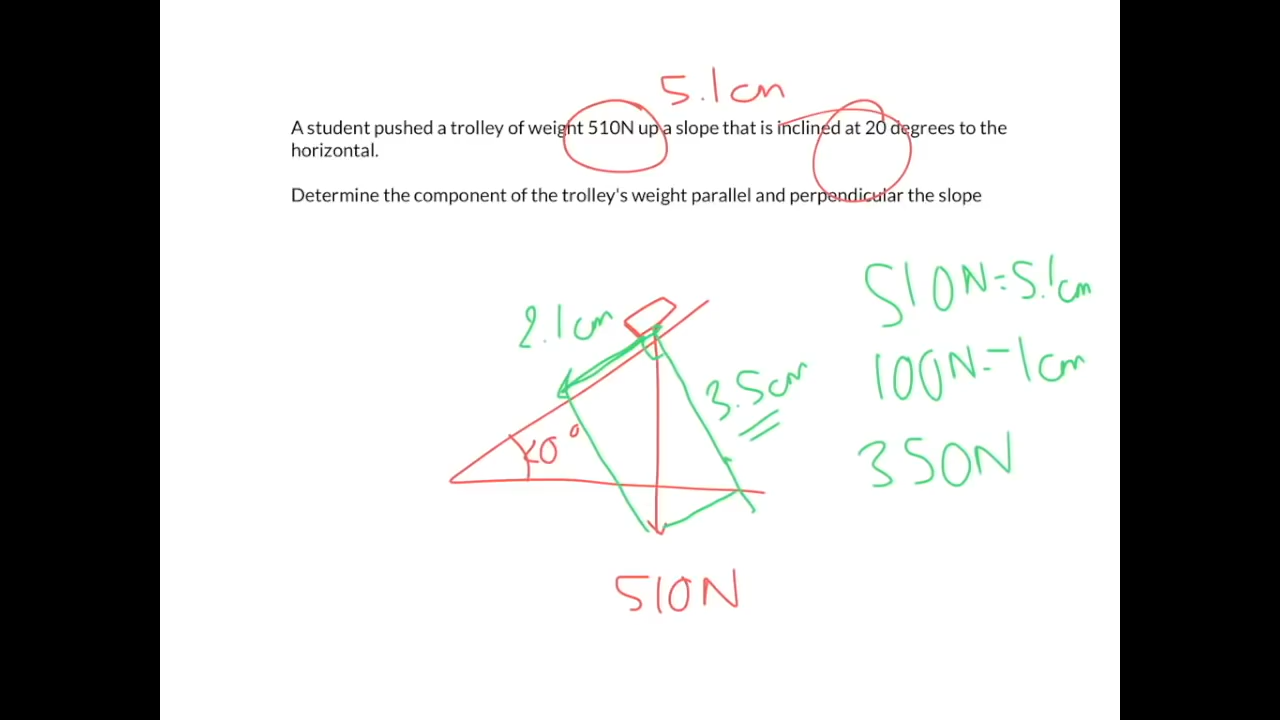 5.1cm
A student pushed a trolley of weight 510N up a slope that is inclined at 20 degrees to the
horizontal.
Determine the component of the trolley's weight parallel and perpendicular the slope
510N=5.1cm
2.1cm
100N=1cm
3.5cm
20°
350N
510N